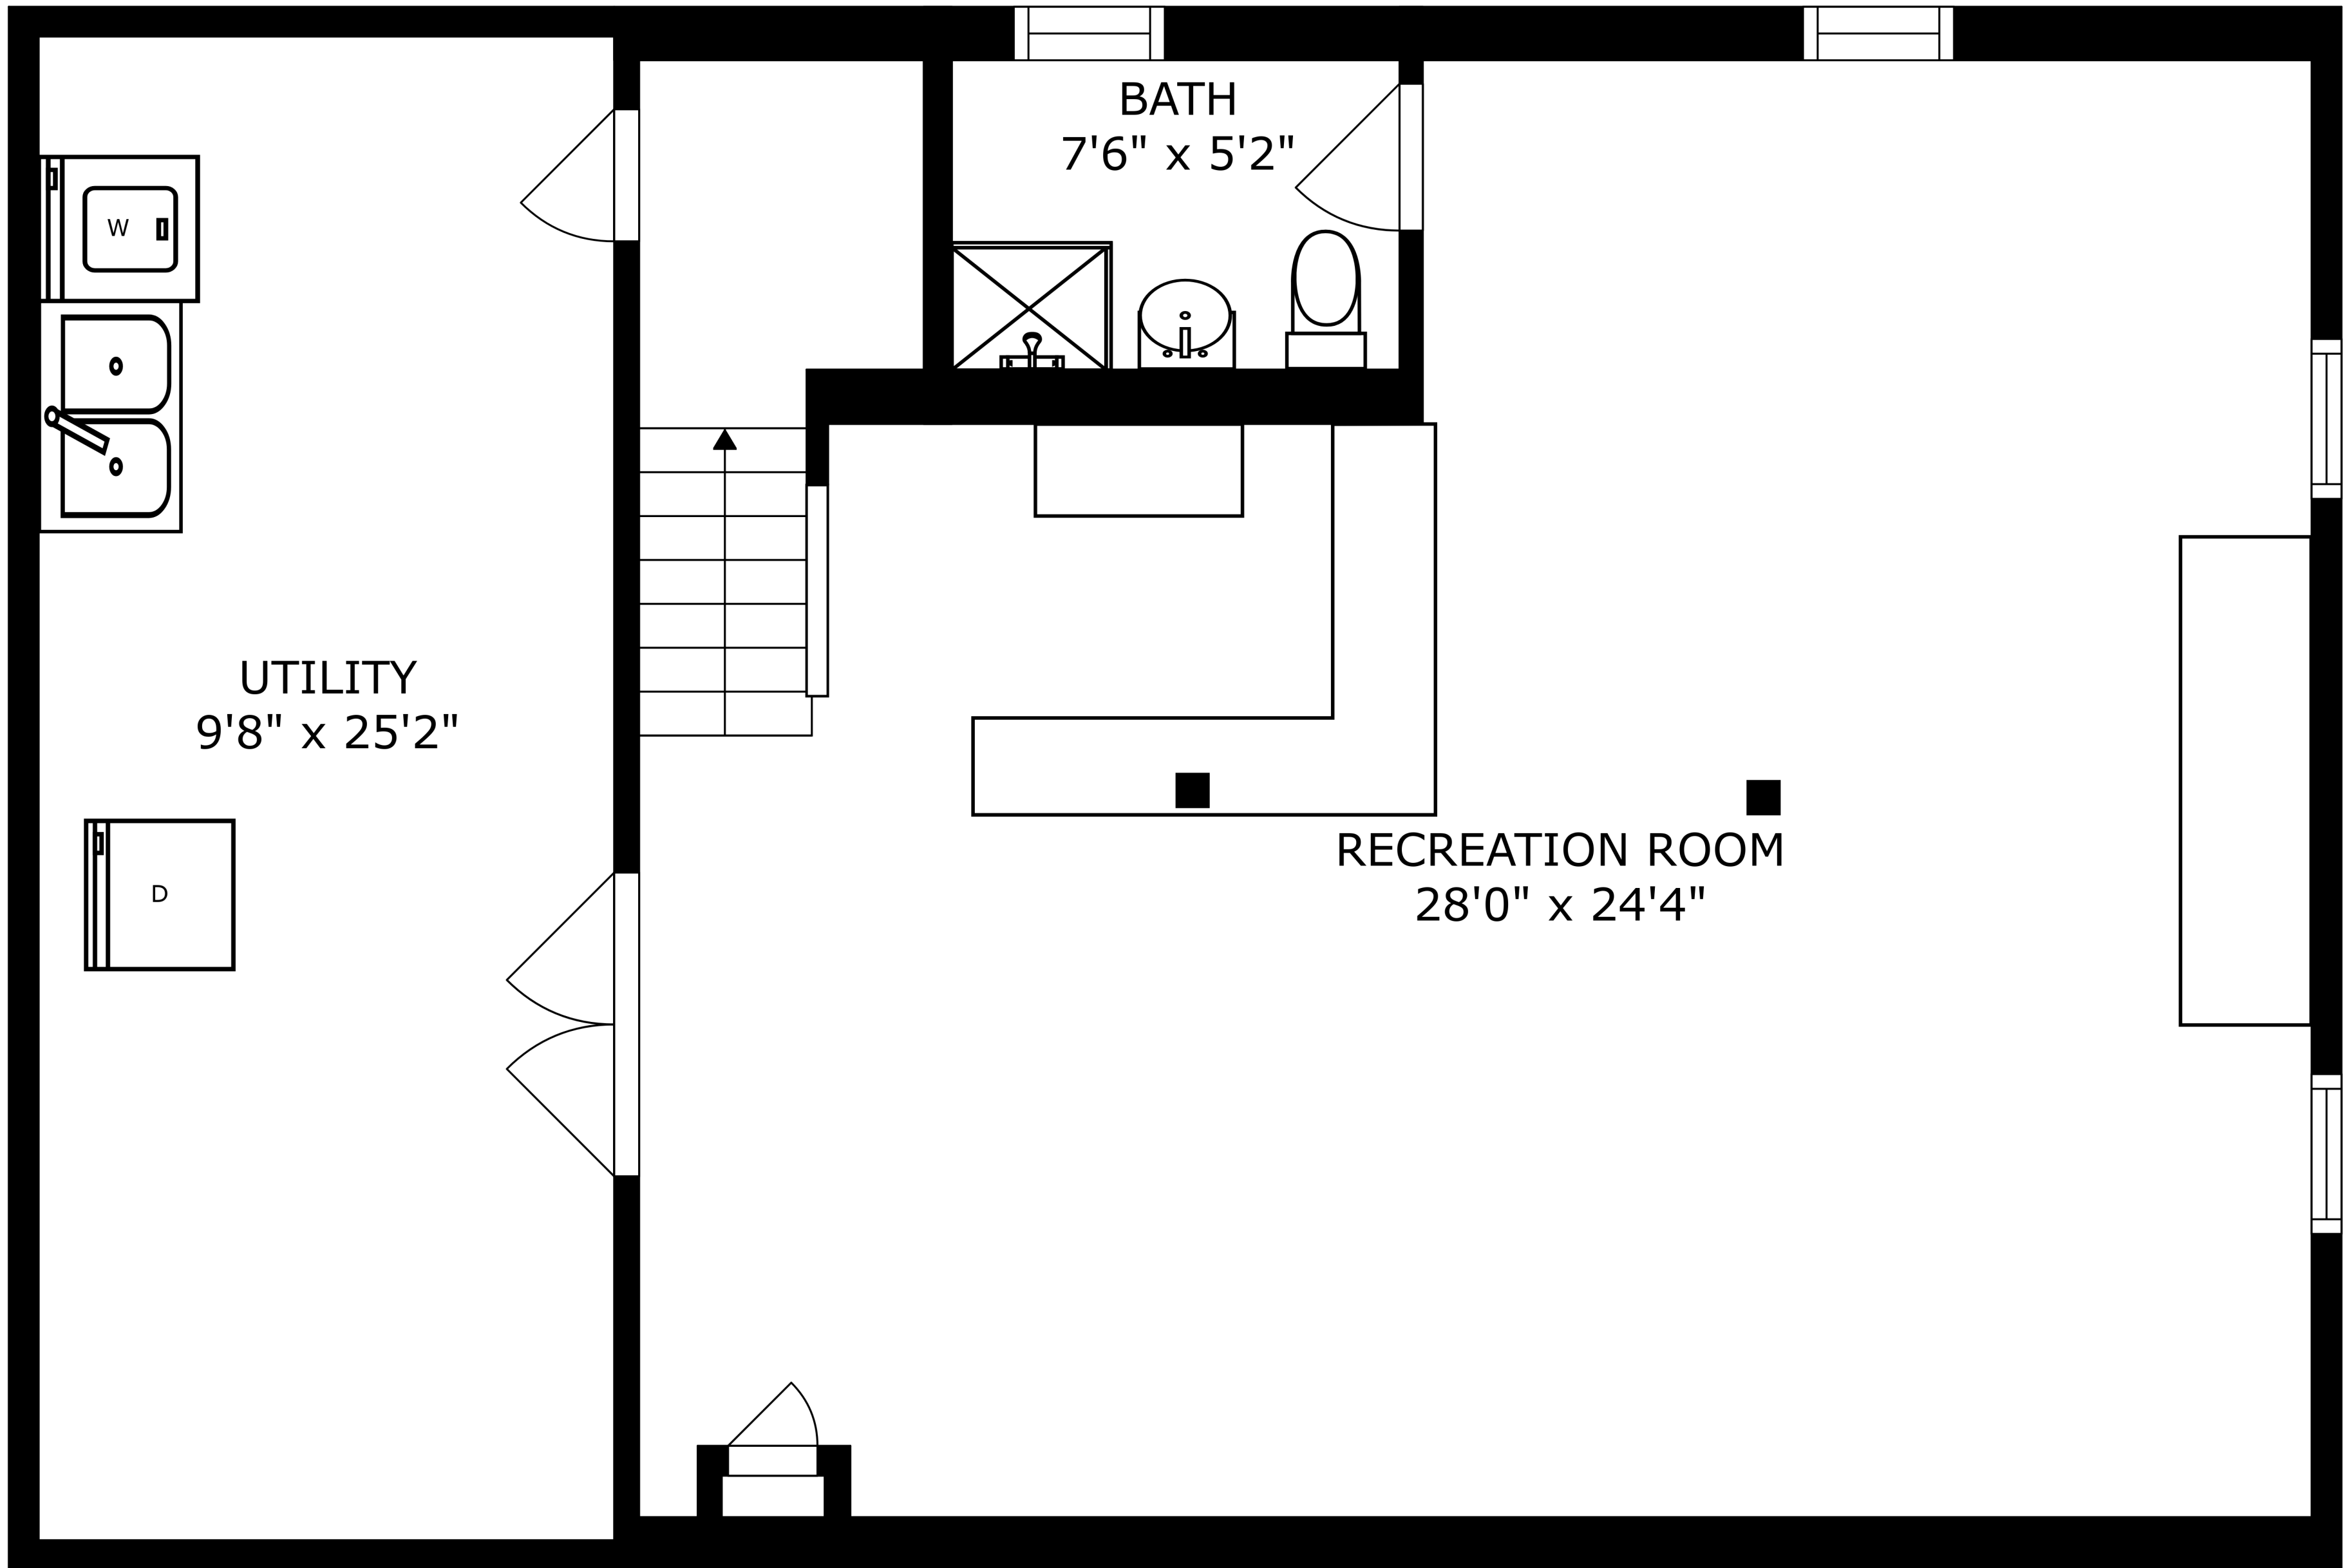 BATH
7'6" x 5'2"
W
UTILITY
9'8" x 25'2"
RECREATION ROOM
28'0" x 24'4"
D